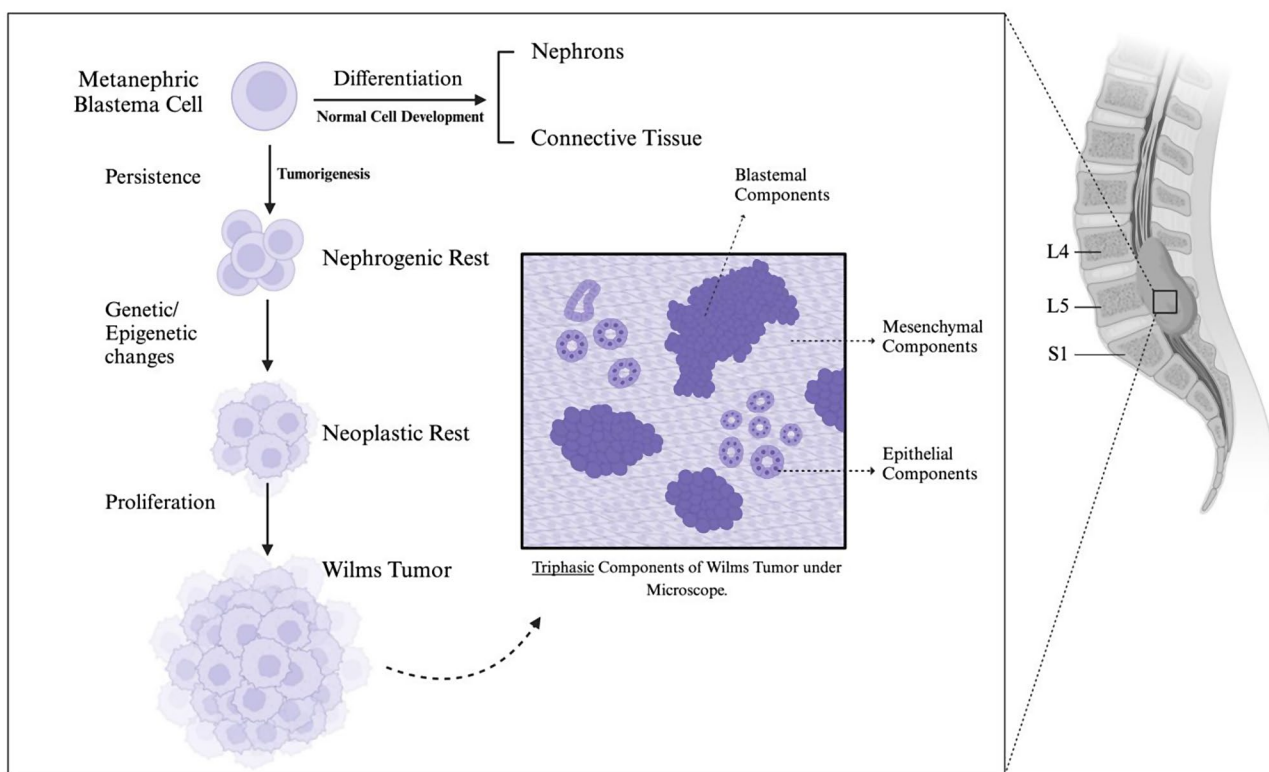 Metanephric
Blastema Cell
Differentiation
Normal Cell Development
Nephrons
Connective Tissue
Persistence
Tumorigenesis
Nephrogenic Rest
Genetic/
Epigenetic
changes
Neoplastic Rest
Proliferation
Wilms Tumor
Blastemal
Components
Mesenchymal
Components
Epithelial
Components
Triphasic Components of Wilms Tumor under
Microscope.
L4
L5
S1